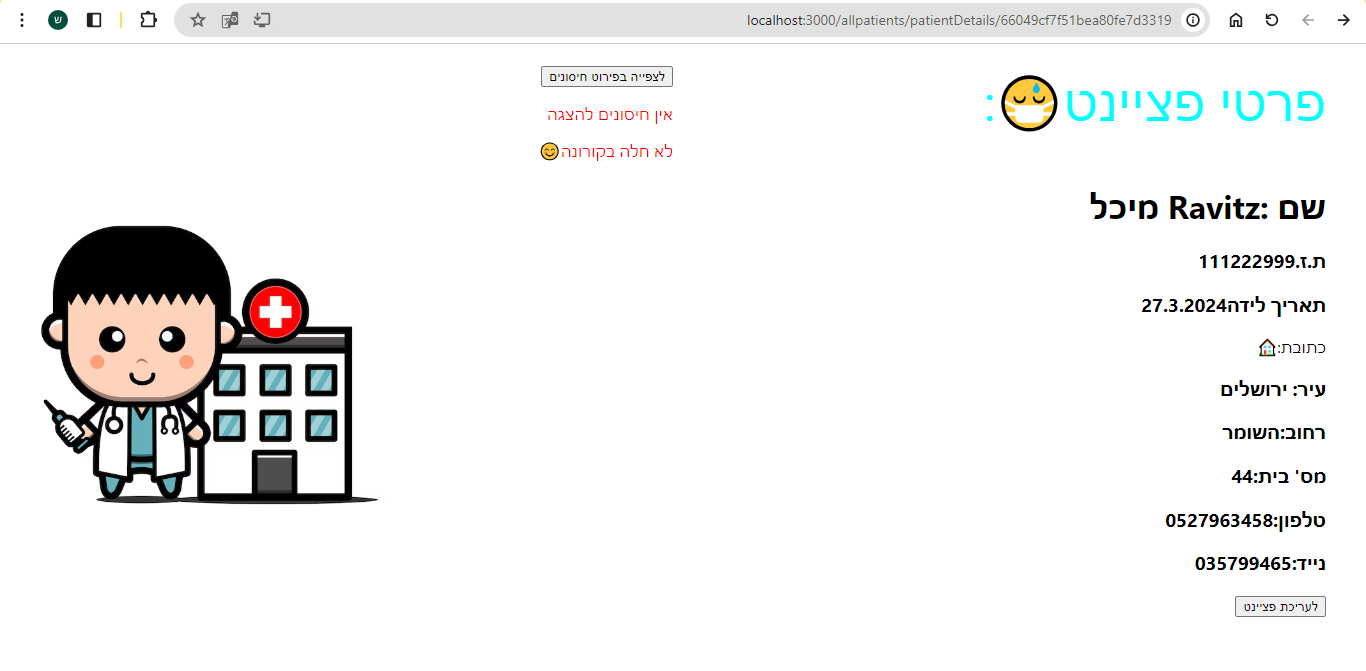 localhost:3000/allpatients/patientDetails/66049cf7f51bea80fe7d3319
ש
פרטי פציינט😷:
שם :Ravitz מיכל
ת.ז.111222999
תאריך לידה27.3.2024
כתובת:🏠
עיר: ירושלים
רחוב:השומר
מס' בית:44
טלפון:0527963458
נייד:035799465
לעריכת פציינט
לצפייה בפירוט חיסונים
אין חיסונים להצגה
לא חלה בקורונה😊